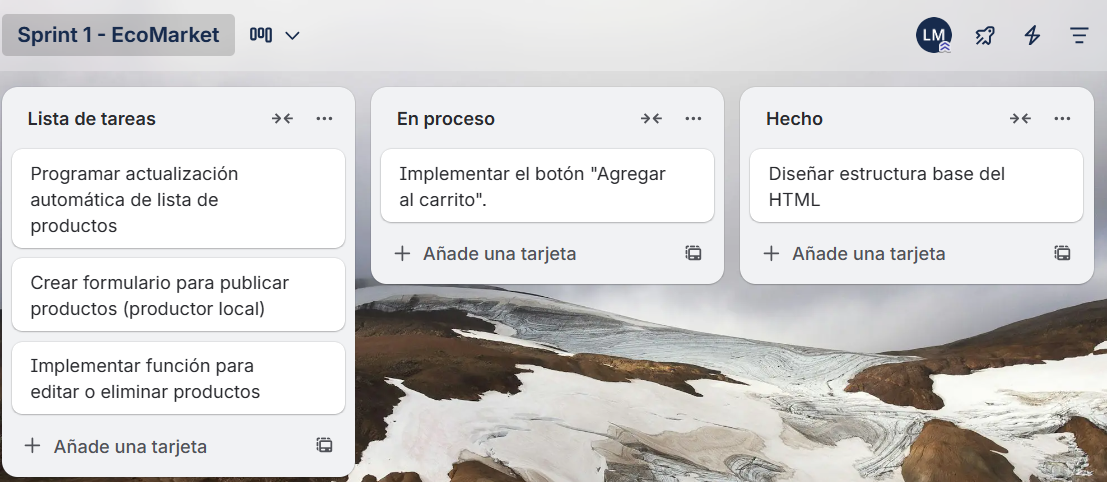 Sprint 1 - EcoMarket
LM
Lista de tareas
Programar actualización
automática de lista de
productos
Crear formulario para publicar
productos (productor local)
Implementar función para
editar o eliminar productos
Añade una tarjeta
En proceso
Implementar el botón "Agregar
al carrito".
Añade una tarjeta
Hecho
Diseñar estructura base del
HTML
Añade una tarjeta